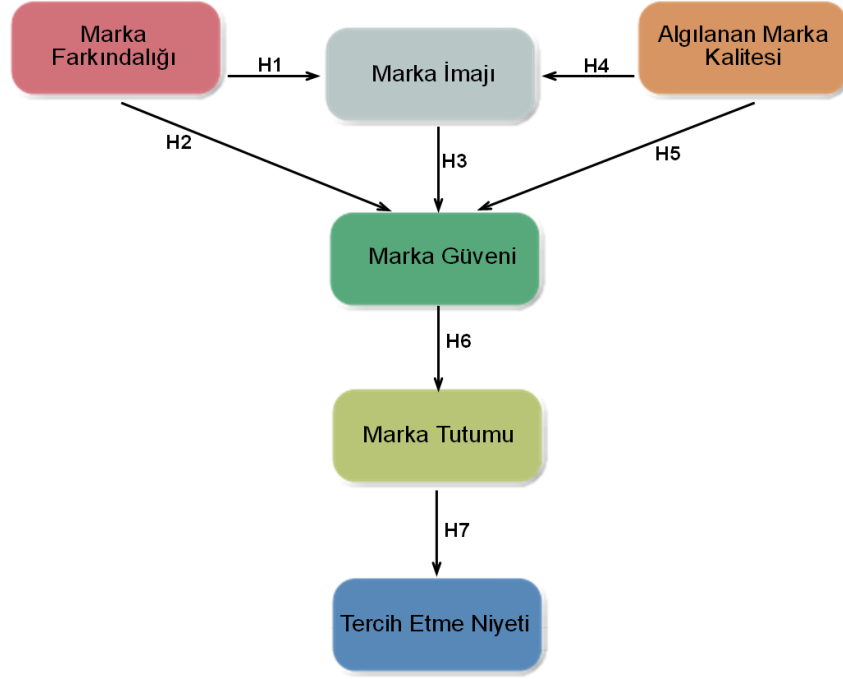 Marka
Farkındalığı
H1
Marka İmajı
H4
Algılanan Marka
Kalitesi
H2
H3
H5
Marka Güveni
H6
Marka Tutumu
H7
Tercih Etme Niyeti